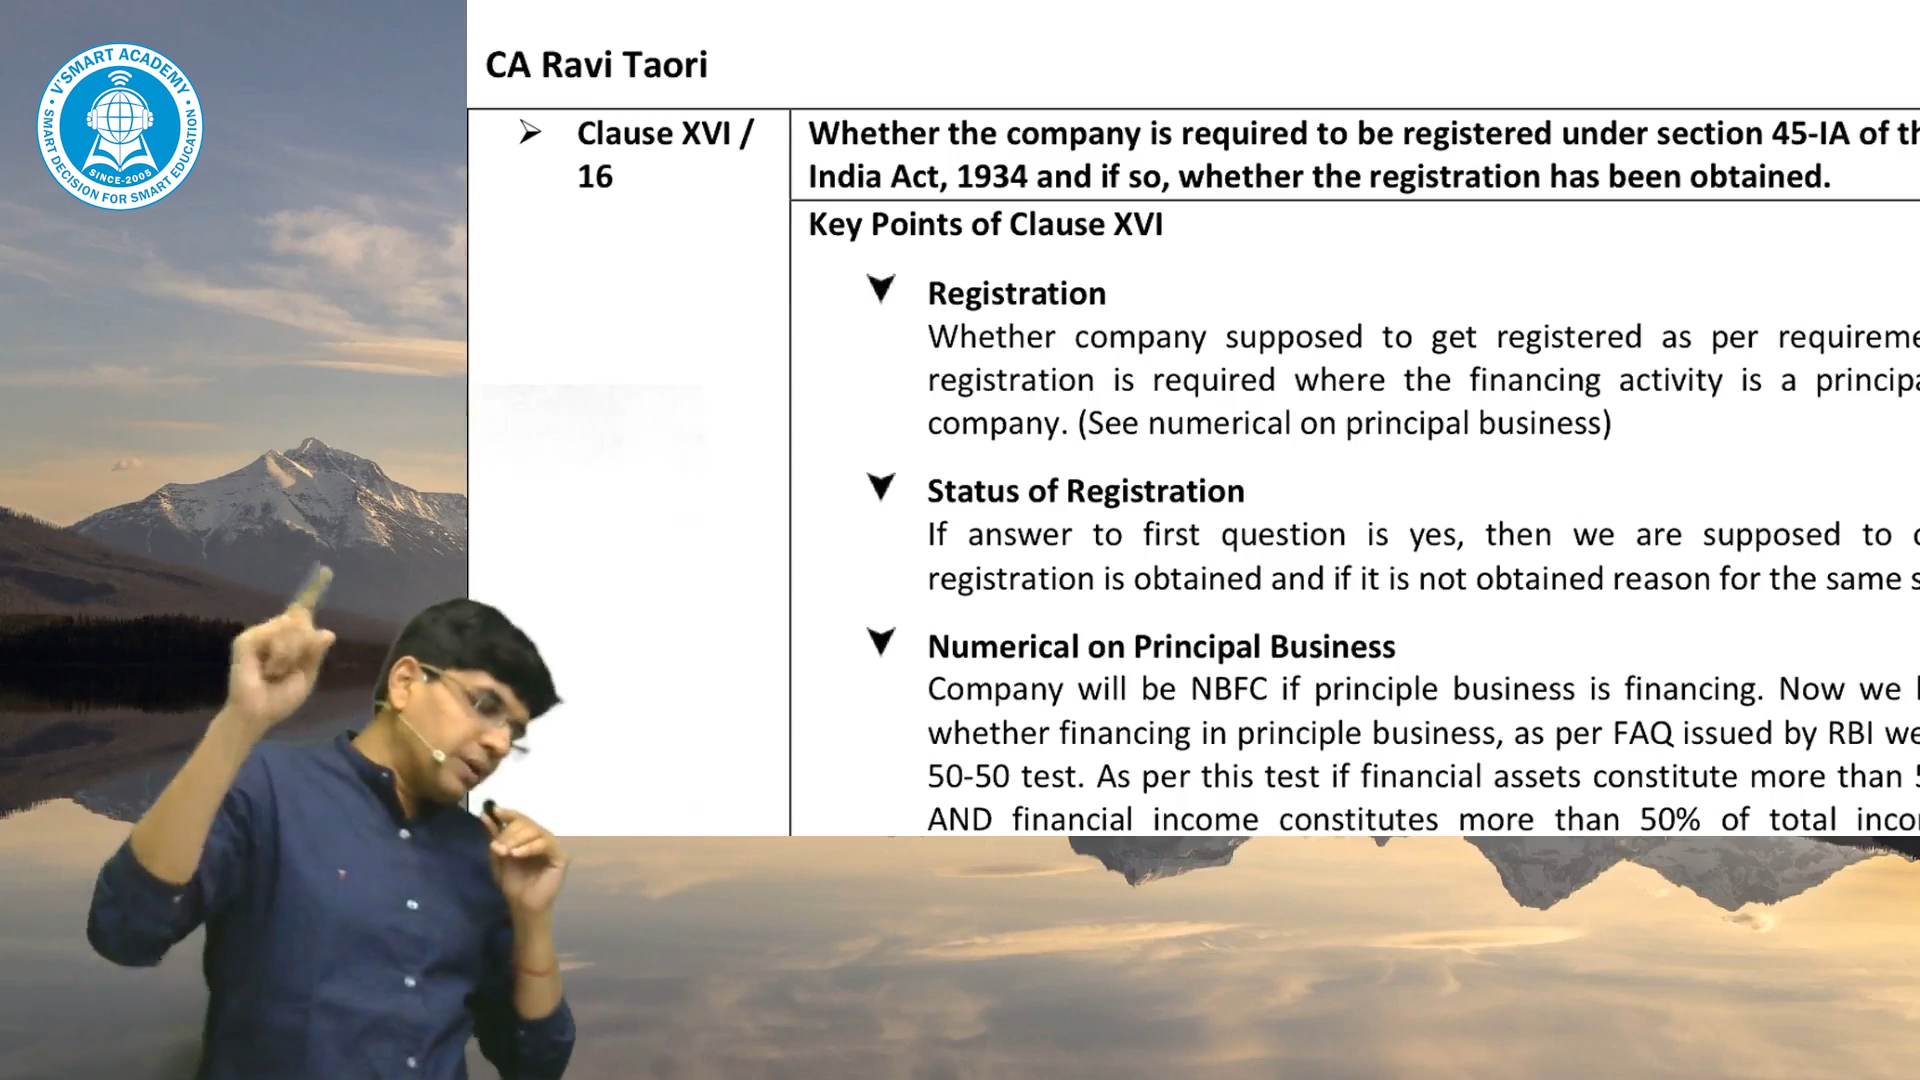 V'SMART ACADEMY
SINCE-2005
SMART DECISION FOR SMART EDUCATION
CA Ravi Taori
Clause XVI /
16
Whether the company is required to be registered under section 45-IA of
India Act, 1934 and if so, whether the registration has been obtained.
Key Points of Clause XVI
Registration
Whether company supposed to get registered as per
registration is required where the financing activity is a
company. (See numerical on principal business)
Status of Registration
If answer to first question is yes, then we are supposed to
registration is obtained and if it is not obtained reason for the same
Numerical on Principal Business
Company will be NBFC if principle business is financing. Now we
whether financing in principle business, as per FAQ issued by RBI
50-50 test. As per this test if financial assets constitute more than
AND financial income constitutes more than 50% of total